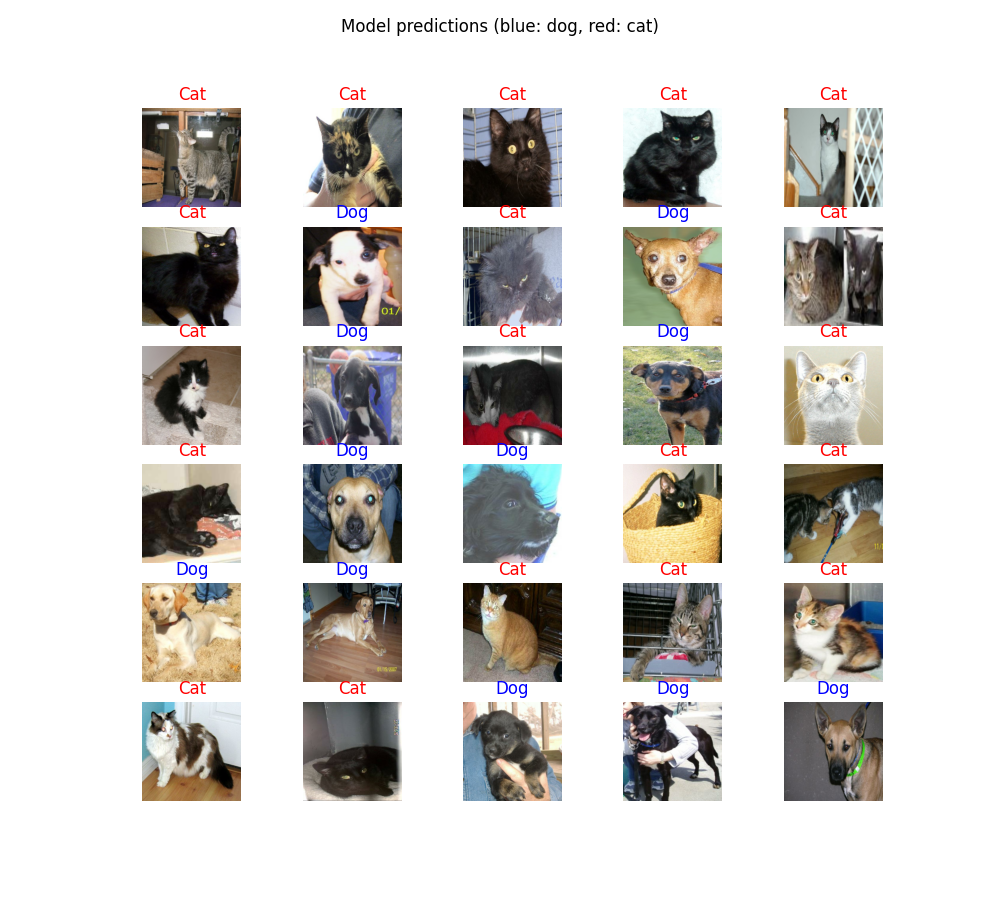 Model predictions (blue: dog, red: cat)
Cat Cat Cat Cat Cat
Cat Dog Cat Dog Cat
01/
Cat Dog Cat Dog Cat
Cat Dog Dog Cat Cat
Dog Dog Cat Cat Cat
Cat Cat Dog Dog Dog